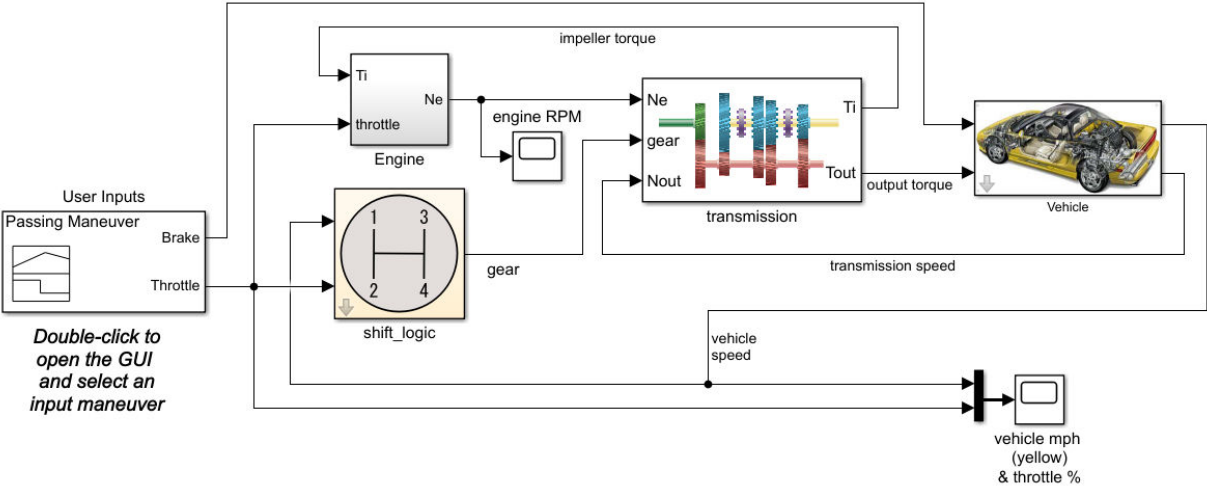 impeller torque
Ti
Ne
throttle
Engine
engine RPM
Ne
gear
Nout
Ti
Tout
transmission
output torque
Vehicle
User Inputs
Passing Maneuver
Brake
Throttle
Double-click to
open the GUI
and select an
input maneuver
1 3
2 4
shift_logic
gear
transmission speed
vehicle
speed
vehicle mph
(yellow)
& throttle %